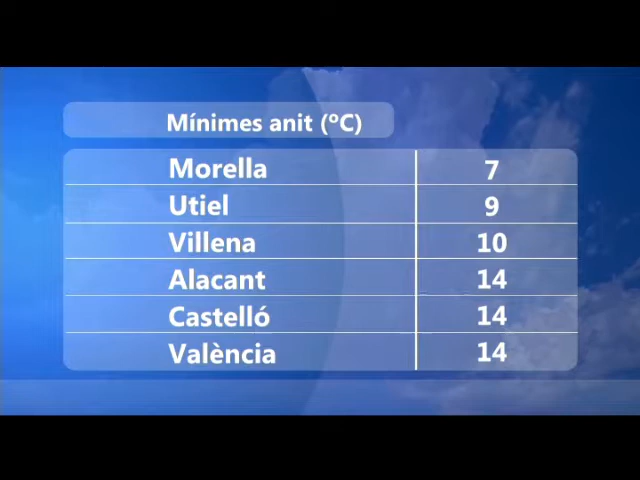 Mínimes anit (ºC)
Morella 7
Utiel 9
Villena 10
Alacant 14
Castelló 14
València 14